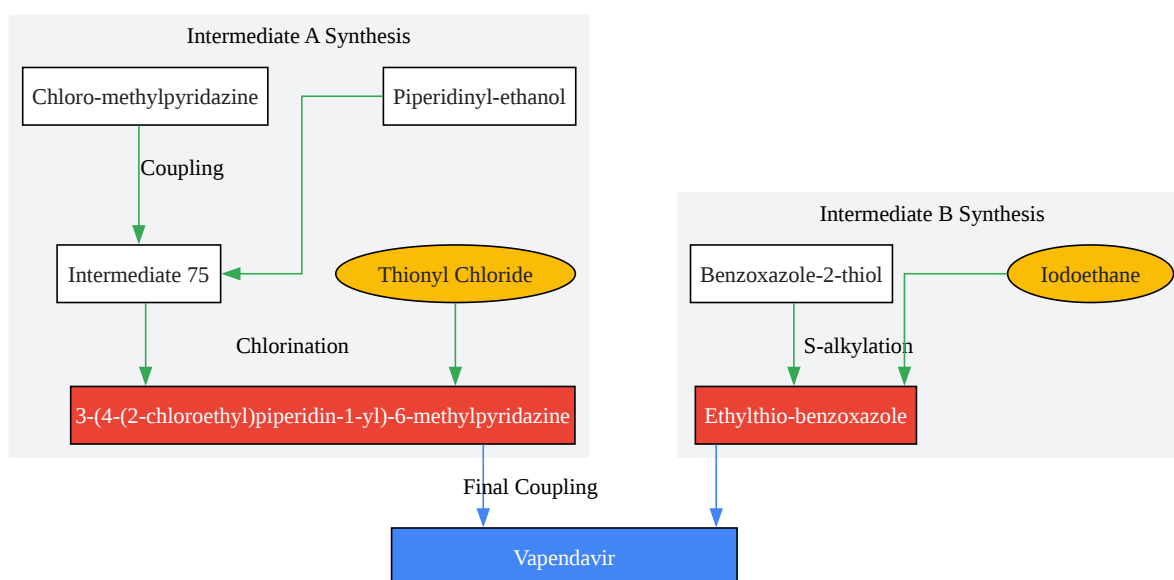 Intermediate A Synthesis
Chloro-methylpyridazine
Piperidinyl-ethanol
Coupling
Intermediate 75
Thionyl Chloride
Chlorination
3-(4-(2-chloroethyl)piperidin-1-yl)-6-methylpyridazine
Intermediate B Synthesis
Benzoxazole-2-thiol
Iodoethane
S-alkylation
Ethylthio-benzoxazole
Final Coupling
Vapendavir